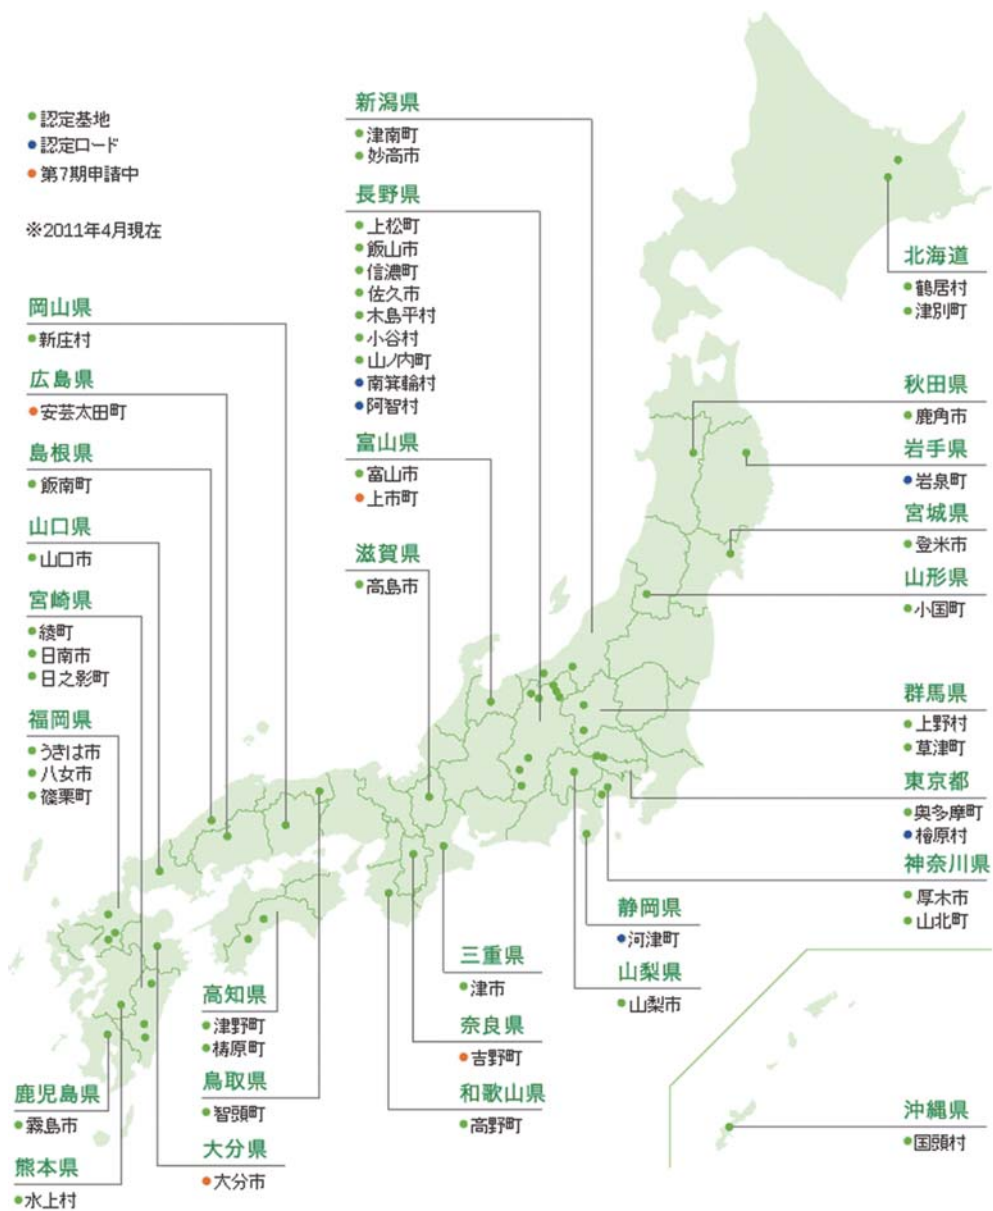 認定基地
認定ロード
第7期申請中
※2011年4月現在
新潟県
津南町
妙高市
長野県
上松町
飯山市
信濃町
佐久市
木島平村
小谷村
山ノ内町
南箕輪村
阿智村
富山県
富山市
上市町
滋賀県
高島市
岡山県
新庄村
広島県
安芸太田町
島根県
飯南町
山口県
山口市
宮崎県
綾町
日南市
日之影町
福岡県
うきは市
八女市
篠栗町
北海道
鶴居村
津別町
秋田県
鹿角市
岩手県
岩泉町
宮城県
登米市
山形県
小国町
群馬県
上野村
草津町
東京都
奥多摩町
檜原村
神奈川県
厚木市
山北町
静岡県
河津町
山梨県
山梨市
三重県
津市
奈良県
吉野町
和歌山県
高野町
高知県
津野町
梼原町
鳥取県
智頭町
大分県
大分市
鹿児島県
霧島市
熊本県
水上村
沖縄県
国頭村